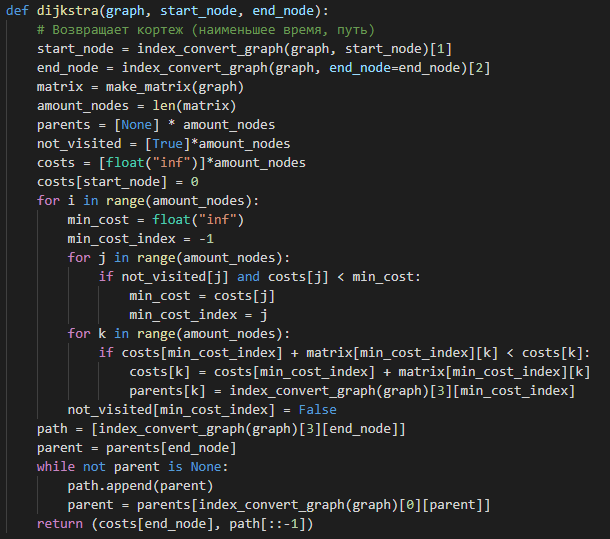 def dijkstra(graph, start_node, end_node):
    # Возвращает кортеж (наименьшее время, путь)
    start_node = index_convert_graph(graph, start_node)[1]
    end_node = index_convert_graph(graph, end_node=end_node)[2]
    matrix = make_matrix(graph)
    amount_nodes = len(matrix)
    parents = [None] * amount_nodes
    not_visited = [True]*amount_nodes
    costs = [float("inf")]*amount_nodes
    costs[start_node] = 0
    for i in range(amount_nodes):
        min_cost = float("inf")
        min_cost_index = -1
        for j in range(amount_nodes):
            if not_visited[j] and costs[j] < min_cost:
                min_cost = costs[j]
                min_cost_index = j
        for k in range(amount_nodes):
            if costs[min_cost_index] + matrix[min_cost_index][k] < costs[k]:
                costs[k] = costs[min_cost_index] + matrix[min_cost_index][k]
                parents[k] = index_convert_graph(graph)[3][min_cost_index]
        not_visited[min_cost_index] = False
    path = [index_convert_graph(graph)[3][end_node]]
    parent = parents[end_node]
    while not parent is None:
        path.append(parent)
        parent = parents[index_convert_graph(graph)[0][parent]]
    return (costs[end_node], path[::-1])